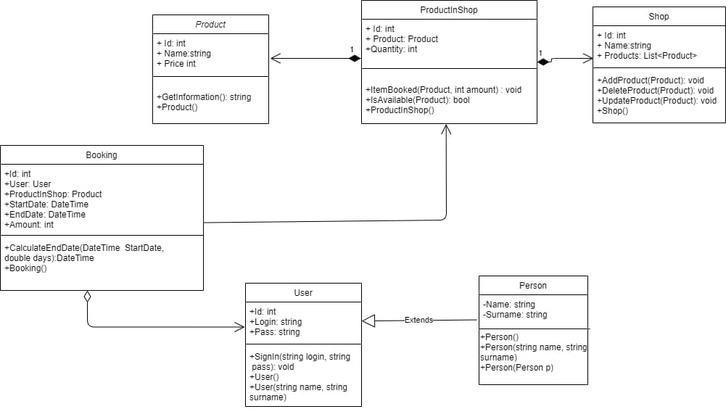 Product
+ Id: int
+ Name:string
+ Price int
+GetInformation(): string
+Product()
1
ProductInShop
+ Id: int
+ Product: Product
+Quantity: int
+ItemBooked(Product, int amount) : void
+IsAvailable(Product): bool
+ProductInShop()
1
Shop
+ Id: int
+ Name:string
+ Products: List<Product>
+AddProduct(Product): void
+DeleteProduct(Product): void
+UpdateProduct(Product): void
+Shop()
Booking
+Id: int
+User: User
+ProductInShop: Product
+StartDate: DateTime
+EndDate: DateTime
+Amount: int
+CalculateEndDate(DateTime StartDate,
double days):DateTime
+Booking()
User
+Id: int
+Login: string
+Pass: string
+SignIn(string login, string
pass): void
+User()
+User(string name, string
surname)
Extends
Person
-Name: string
-Surname: string
+Person()
+Person(string name, string
surname)
+Person(Person p)